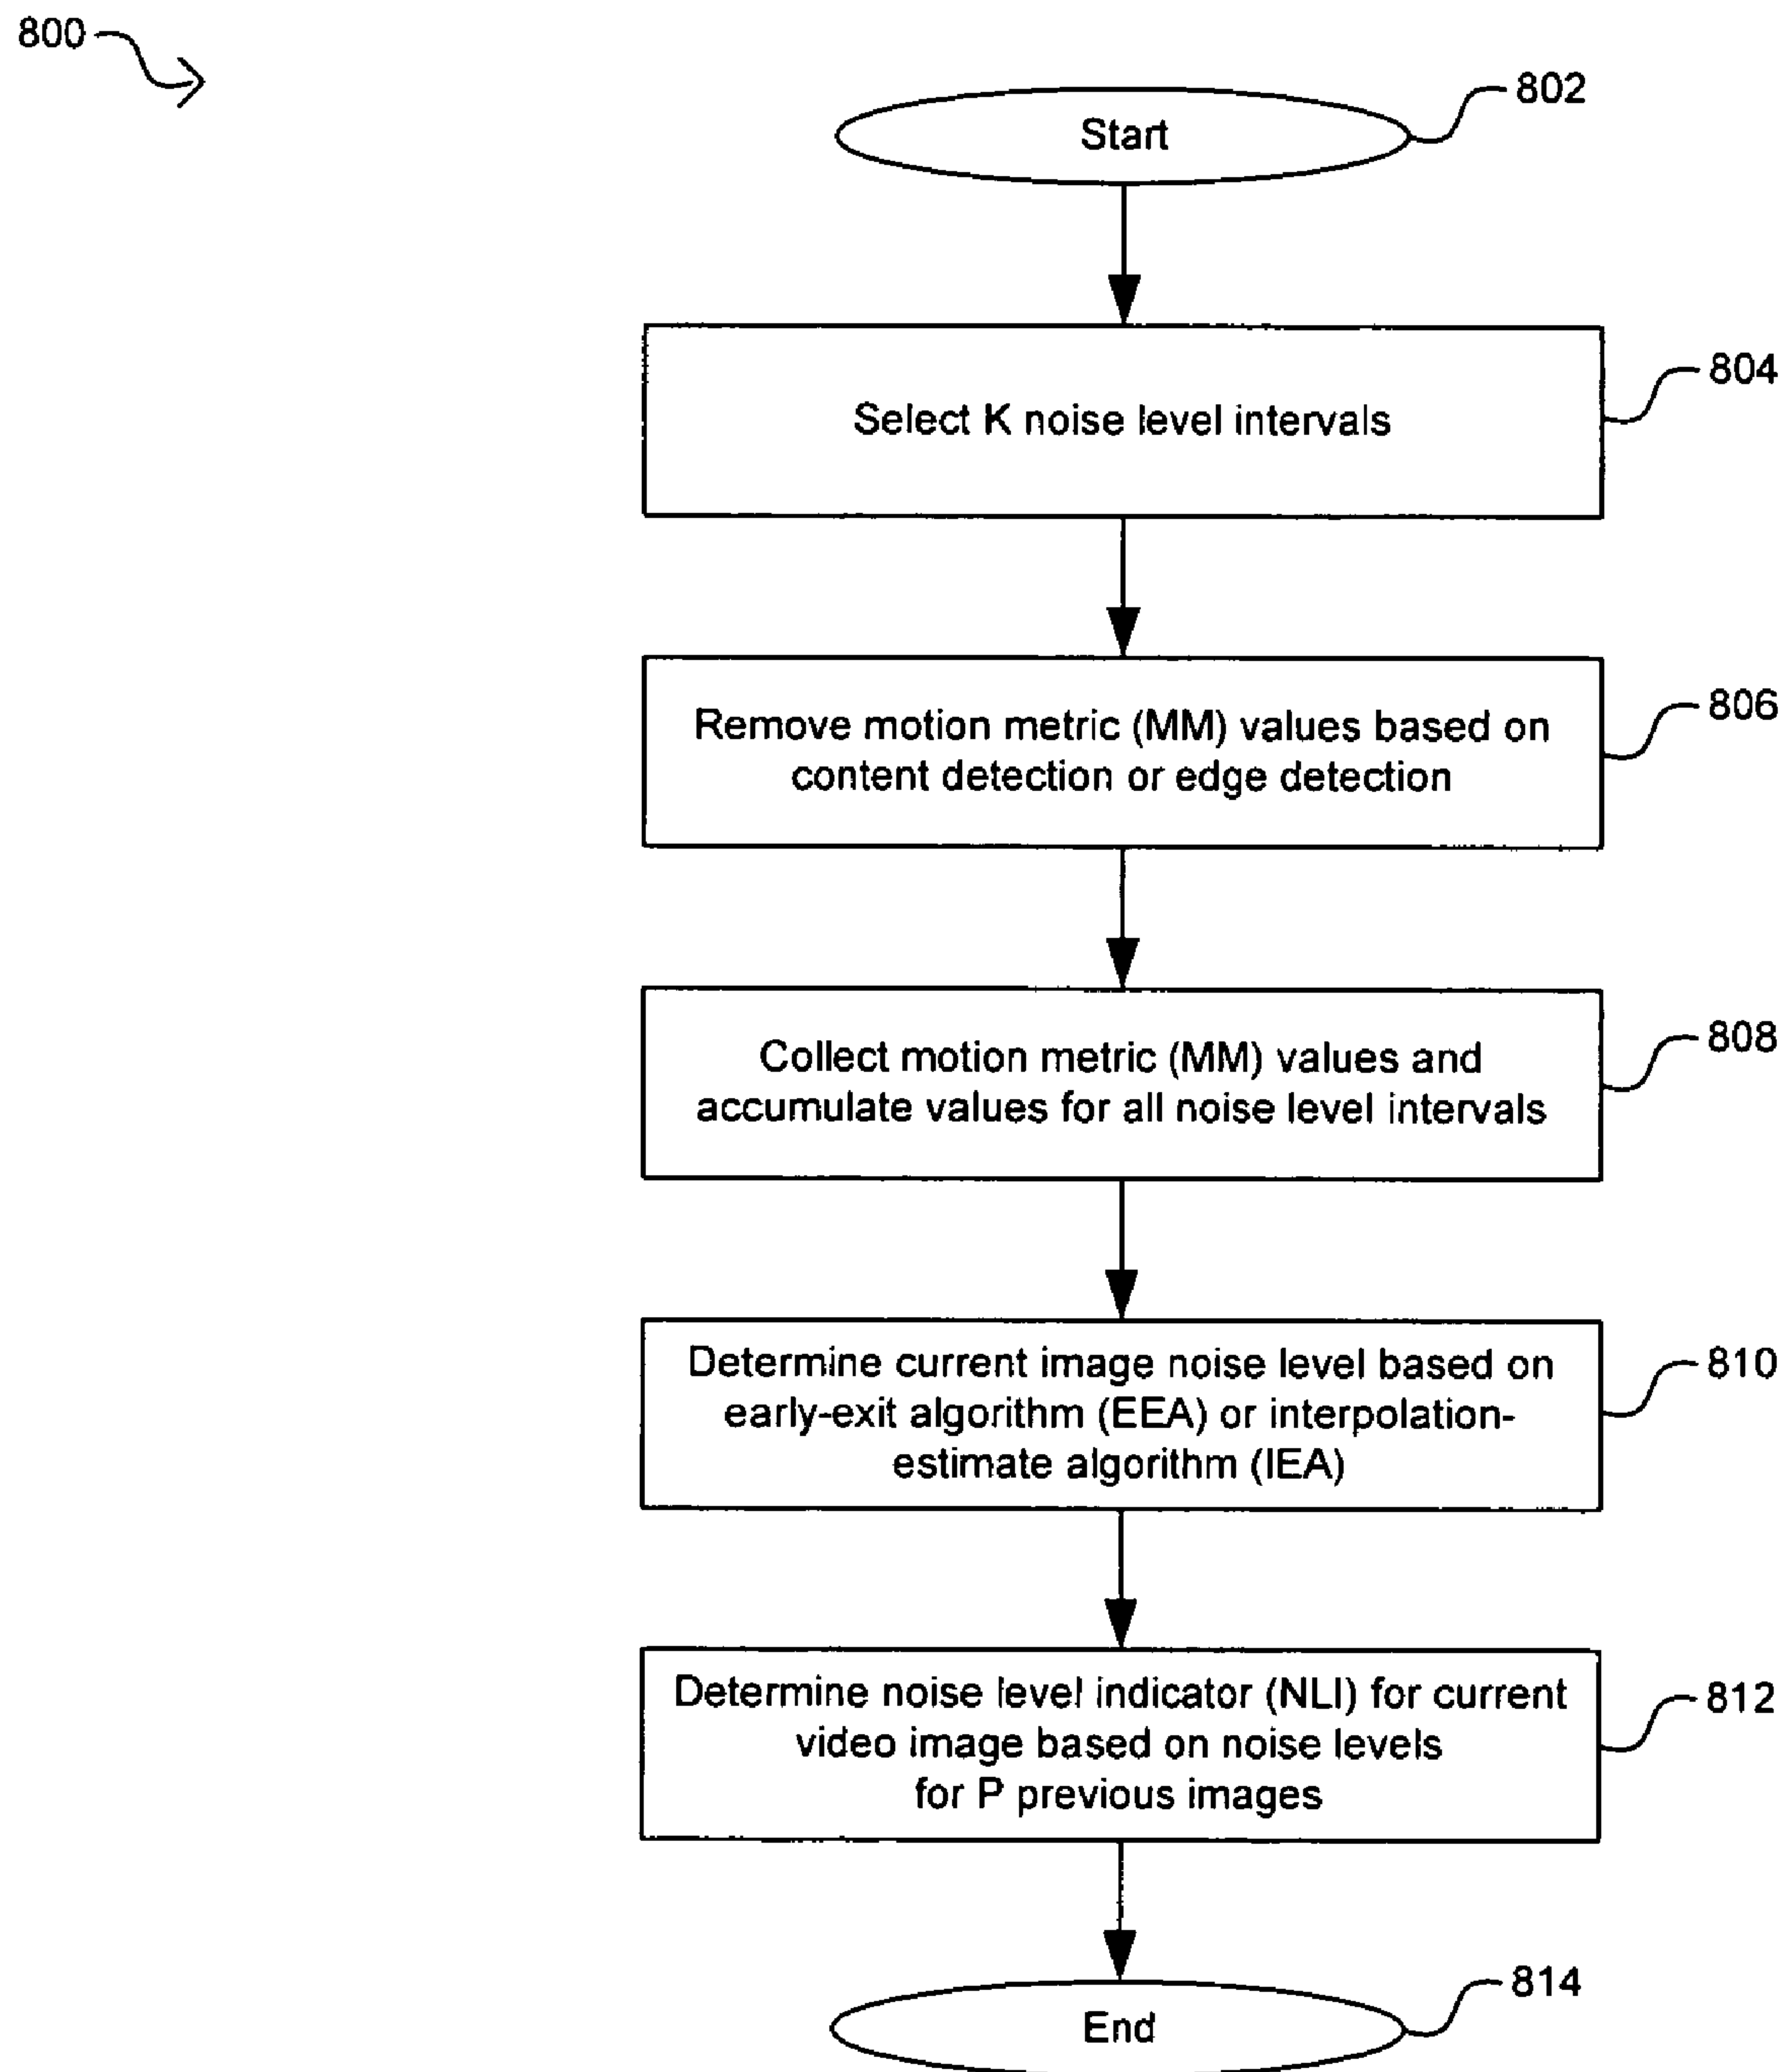 800
802
Start
804
Select K noise level intervals
806
Remove motion metric (MM) values based on
content detection or edge detection
808
Collect motion metric (MM) values and
accumulate values for all noise level intervals
810
Determine current image noise level based on
early-exit algorithm (EEA) or interpolation-
estimate algorithm (IEA)
812
Determine noise level indicator (NLI) for current
video image based on noise levels
for P previous images
814
End